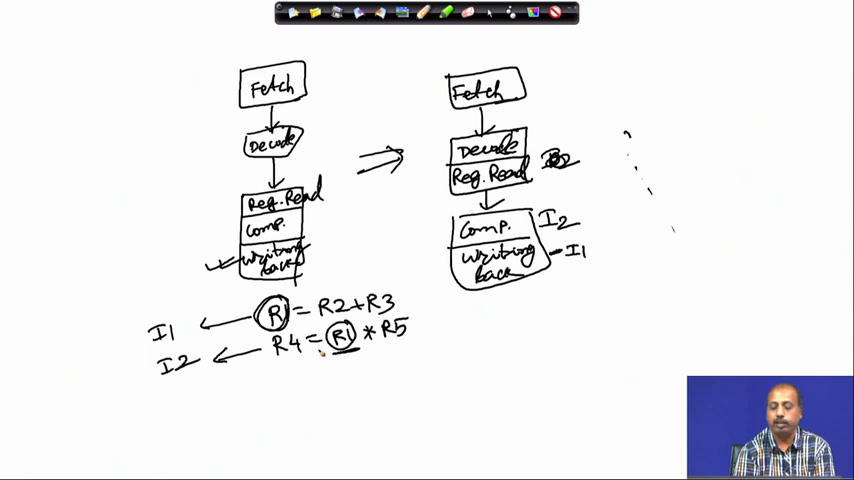 Fetch
Decode
Reg. Read
Comp.
Writing
back
Fetch
Decode
Reg. Read
Comp. I2
Writing I1
back
I1 R1 = R2+R3
I2 R4 = R1 * R5